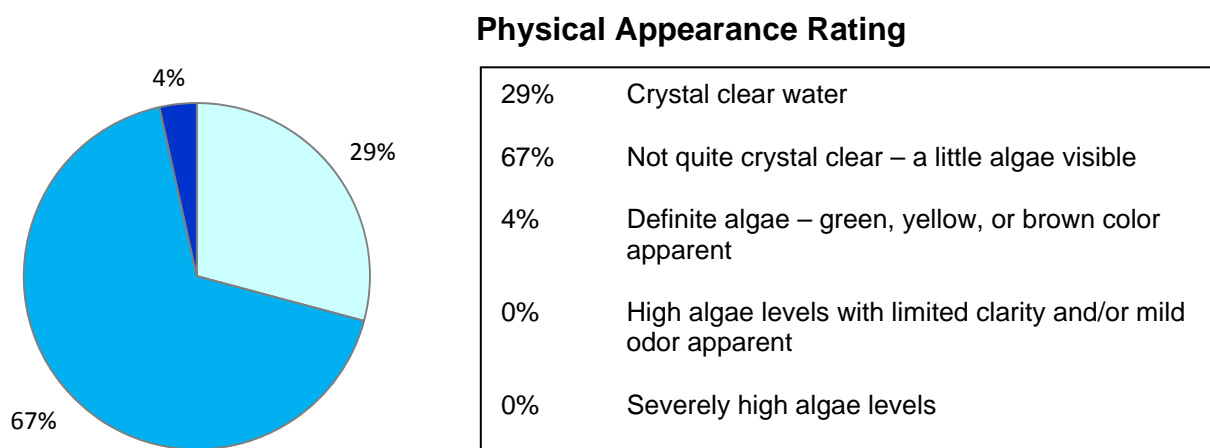 Physical Appearance Rating
4%
29%
67%
29% Crystal clear water
67% Not quite crystal clear – a little algae visible
4% Definite algae – green, yellow, or brown color
apparent
0% High algae levels with limited clarity and/or mild
odor apparent
0% Severely high algae levels